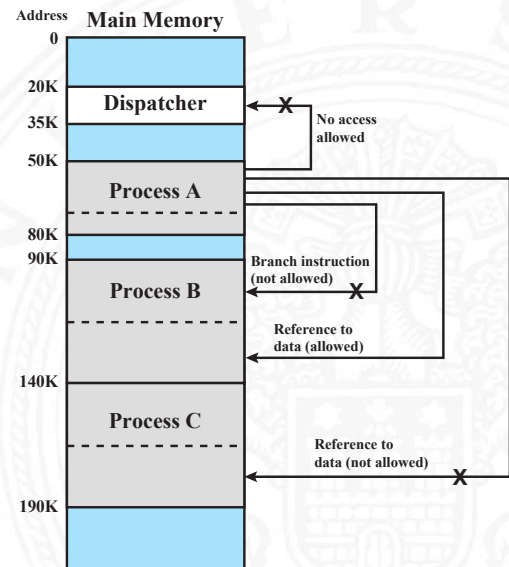 Address
Main Memory
0
20K
Dispatcher
X
35K
No access
allowed
50K
Process A
80K
90K
Branch instruction
(not allowed)
Process B
X
Reference to
data (allowed)
140K
Process C
Reference to
data (not allowed)
X
190K